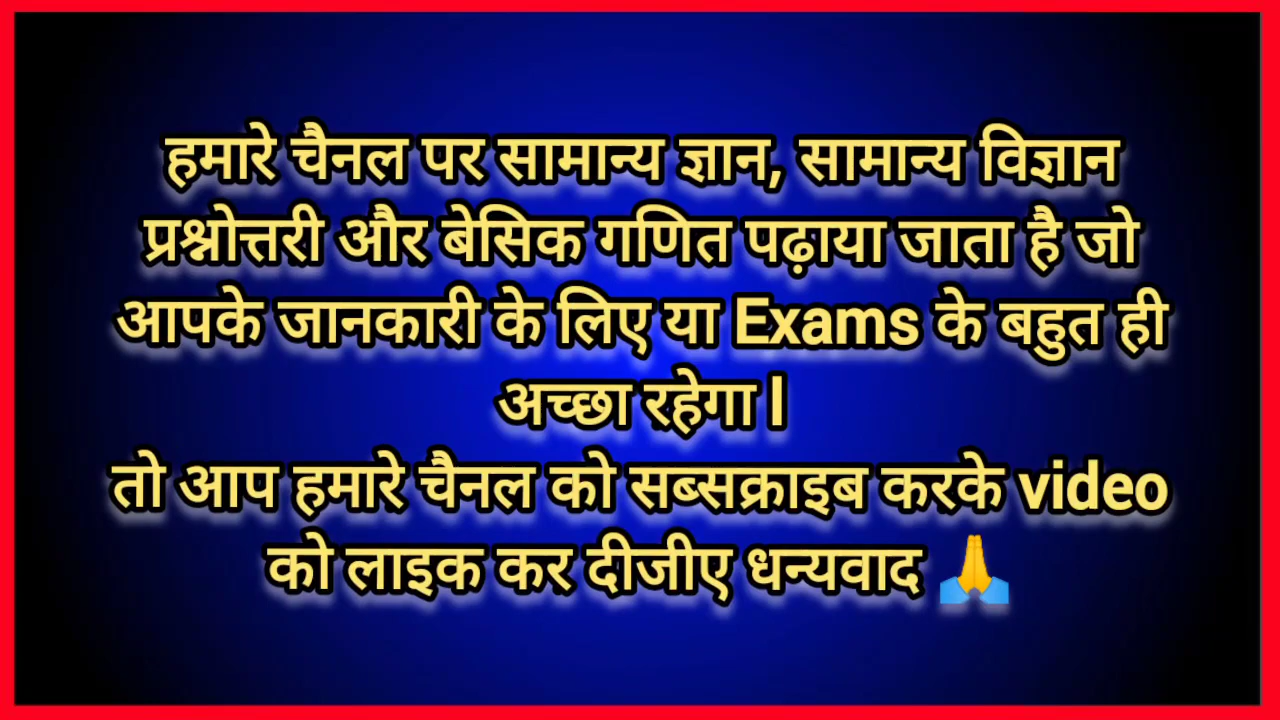 हमारे चैनल पर सामान्य ज्ञान, सामान्य विज्ञान
प्रश्नोत्तरी और बेसिक गणित पढ़ाया जाता है जो
आपके जानकारी के लिए या Exams के बहुत ही
अच्छा रहेगा l
तो आप हमारे चैनल को सब्सक्राइब करके video
को लाइक कर दीजीए धन्यवाद 🙏